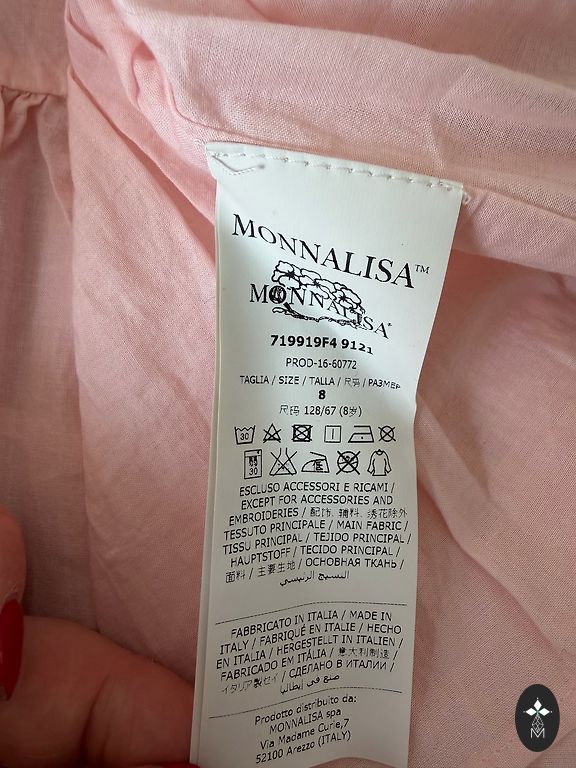 MONNALISA™
MONNALISA®
719919F4 9121
PROD-16-60772
TAGLIA / SIZE / TALLA / 尺码 / РАЗМЕР
8
尺码 128/67 (8岁)
30
30
ESCLUSO ACCESSORI E RICAMI /
EXCEPT FOR ACCESSORIES AND
EMBROIDERIES / 配饰、辅料、绣花除外
TESSUTO PRINCIPALE / MAIN FABRIC /
TISSU PRINCIPAL / TEJIDO PRINCIPAL /
HAUPTSTOFF / TECIDO PRINCIPAL /
面料 / 主要生地 / ОСНОВНАЯ ТКАНЬ /
النسيج الرئيسي
FABBRICATO IN ITALIA / MADE IN
ITALY / FABRIQUÉ EN ITALIE / HECHO
EN ITALIA / HERGESTELLT IN ITALIEN /
FABRICADO EM ITÁLIA / 意大利制造 /
イタリア製セイ / СДЕЛАНО В ИТАЛИИ /
صنع في إيطاليا
Prodotto distribuito da:
MONNALISA spa
Via Madame Curie,7
52100 Arezzo (ITALY)
M